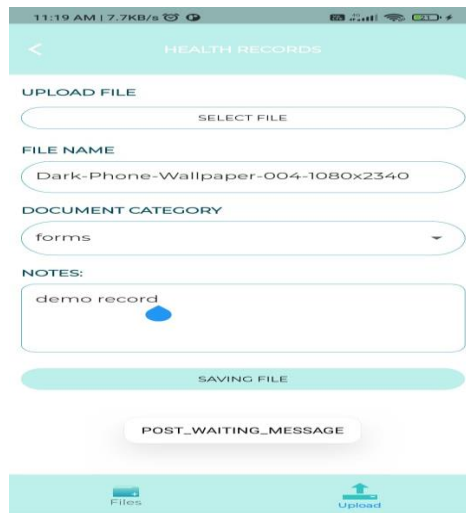 11:19 AM | 7.7KB/s
HEALTH RECORDS
UPLOAD FILE
SELECT FILE
FILE NAME
Dark-Phone-Wallpaper-004-1080x2340
DOCUMENT CATEGORY
forms
NOTES:
demo record
SAVING FILE
POST_WAITING_MESSAGE
Files
Upload